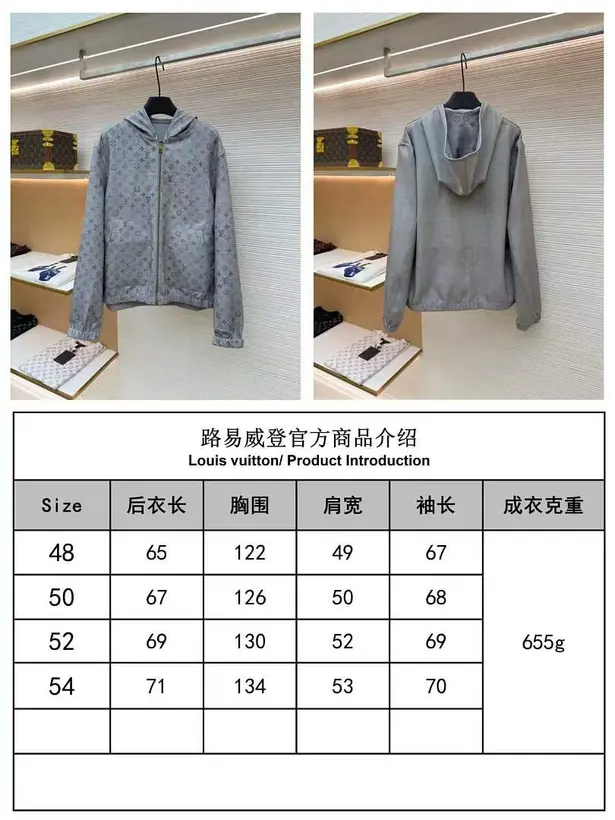 路易威登官方商品介绍
Louis vuitton/ Product Introduction
Size 后衣长 胸围 肩宽 袖长 成衣克重
48 65 122 49 67
50 67 126 50 68
52 69 130 52 69
54 71 134 53 70
655g